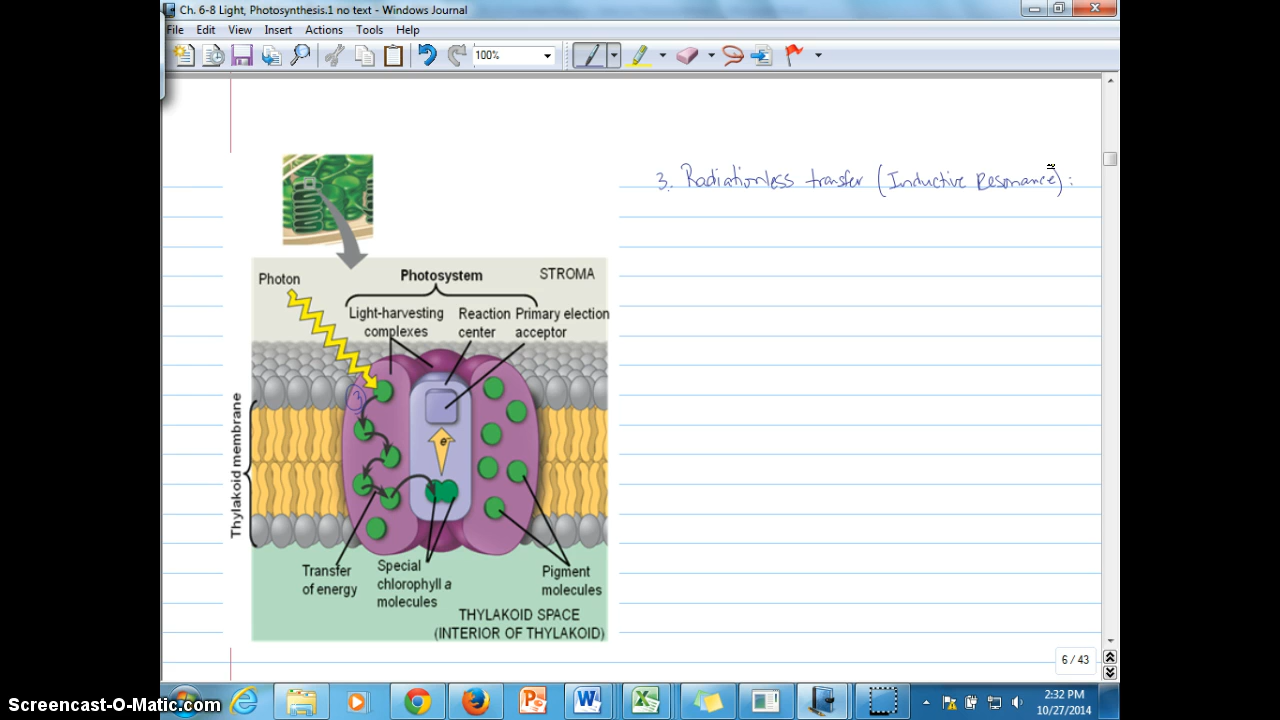 Ch. 6-8 Light, Photosynthesis.1 no text - Windows Journal
File Edit View Insert Actions Tools Help
100%
3. Radiationless transfer (Inductive Resonance):
Photon
Photosystem
STROMA
Light-harvesting
complexes
Reaction
center
Primary election
acceptor
3
e-
Thylakoid membrane
Transfer
of energy
Special
chlorophyll a
molecules
Pigment
molecules
THYLAKOID SPACE
(INTERIOR OF THYLAKOID)
6 / 43
2:32 PM
10/27/2014
Screencast-O-Matic.com